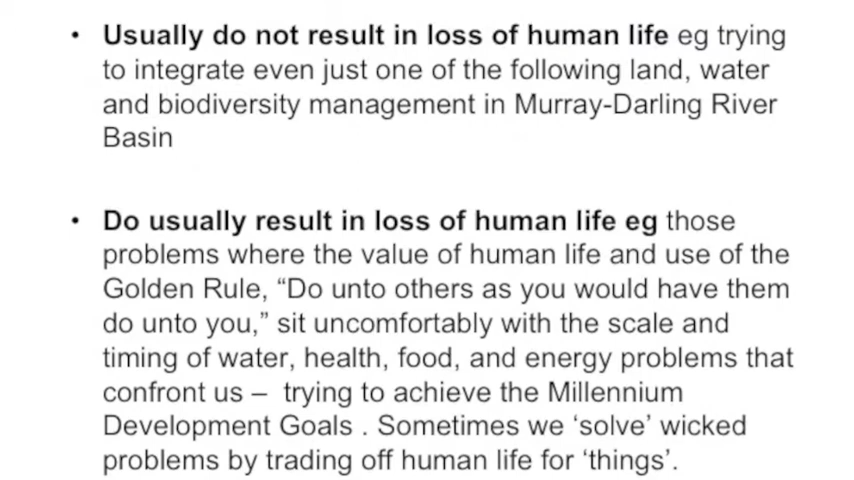 • Usually do not result in loss of human life eg trying
to integrate even just one of the following land, water
and biodiversity management in Murray-Darling River
Basin
• Do usually result in loss of human life eg those
problems where the value of human life and use of the
Golden Rule, “Do unto others as you would have them
do unto you,” sit uncomfortably with the scale and
timing of water, health, food, and energy problems that
confront us – trying to achieve the Millennium
Development Goals . Sometimes we ‘solve’ wicked
problems by trading off human life for ‘things’.